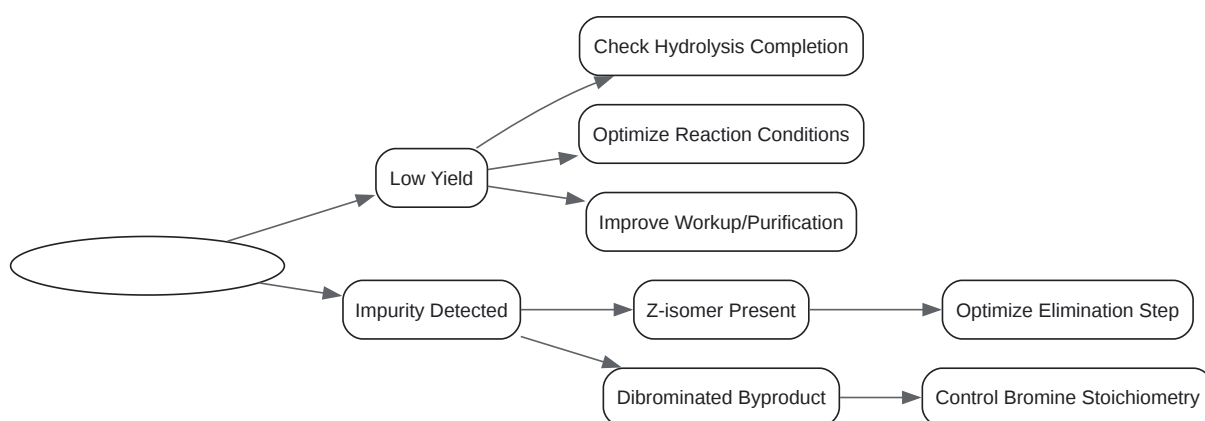 Check Hydrolysis Completion
Optimize Reaction Conditions
Low Yield
Improve Workup/Purification
Impurity Detected
Z-isomer Present
Optimize Elimination Step
Dibrominated Byproduct
Control Bromine Stoichiometry